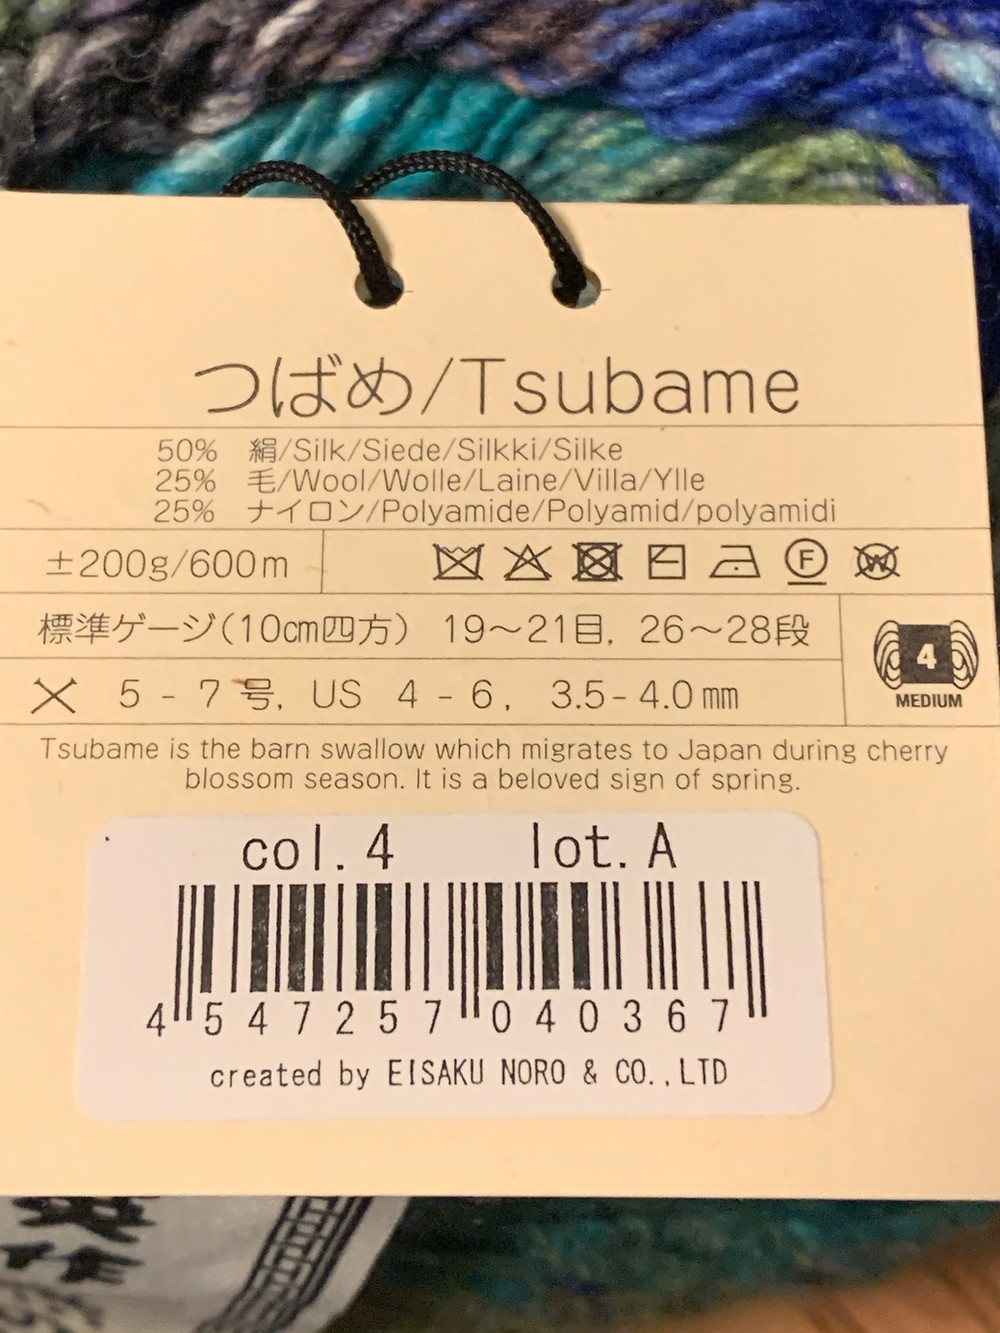 つばめ/Tsubame
50% 絹/Silk/Siede/Silkki/Silke
25% 毛/Wool/Wolle/Laine/Villa/Ylle
25% ナイロン/Polyamide/Polyamid/polyamidi
±200g/600m F W
標準ゲージ(10cm四方) 19〜21目, 26〜28段
4
MEDIUM
5 - 7号, US 4 - 6, 3.5-4.0mm
Tsubame is the barn swallow which migrates to Japan during cherry
blossom season. It is a beloved sign of spring.
col.4 lot.A
4 547257 040367
created by EISAKU NORO & CO.,LTD